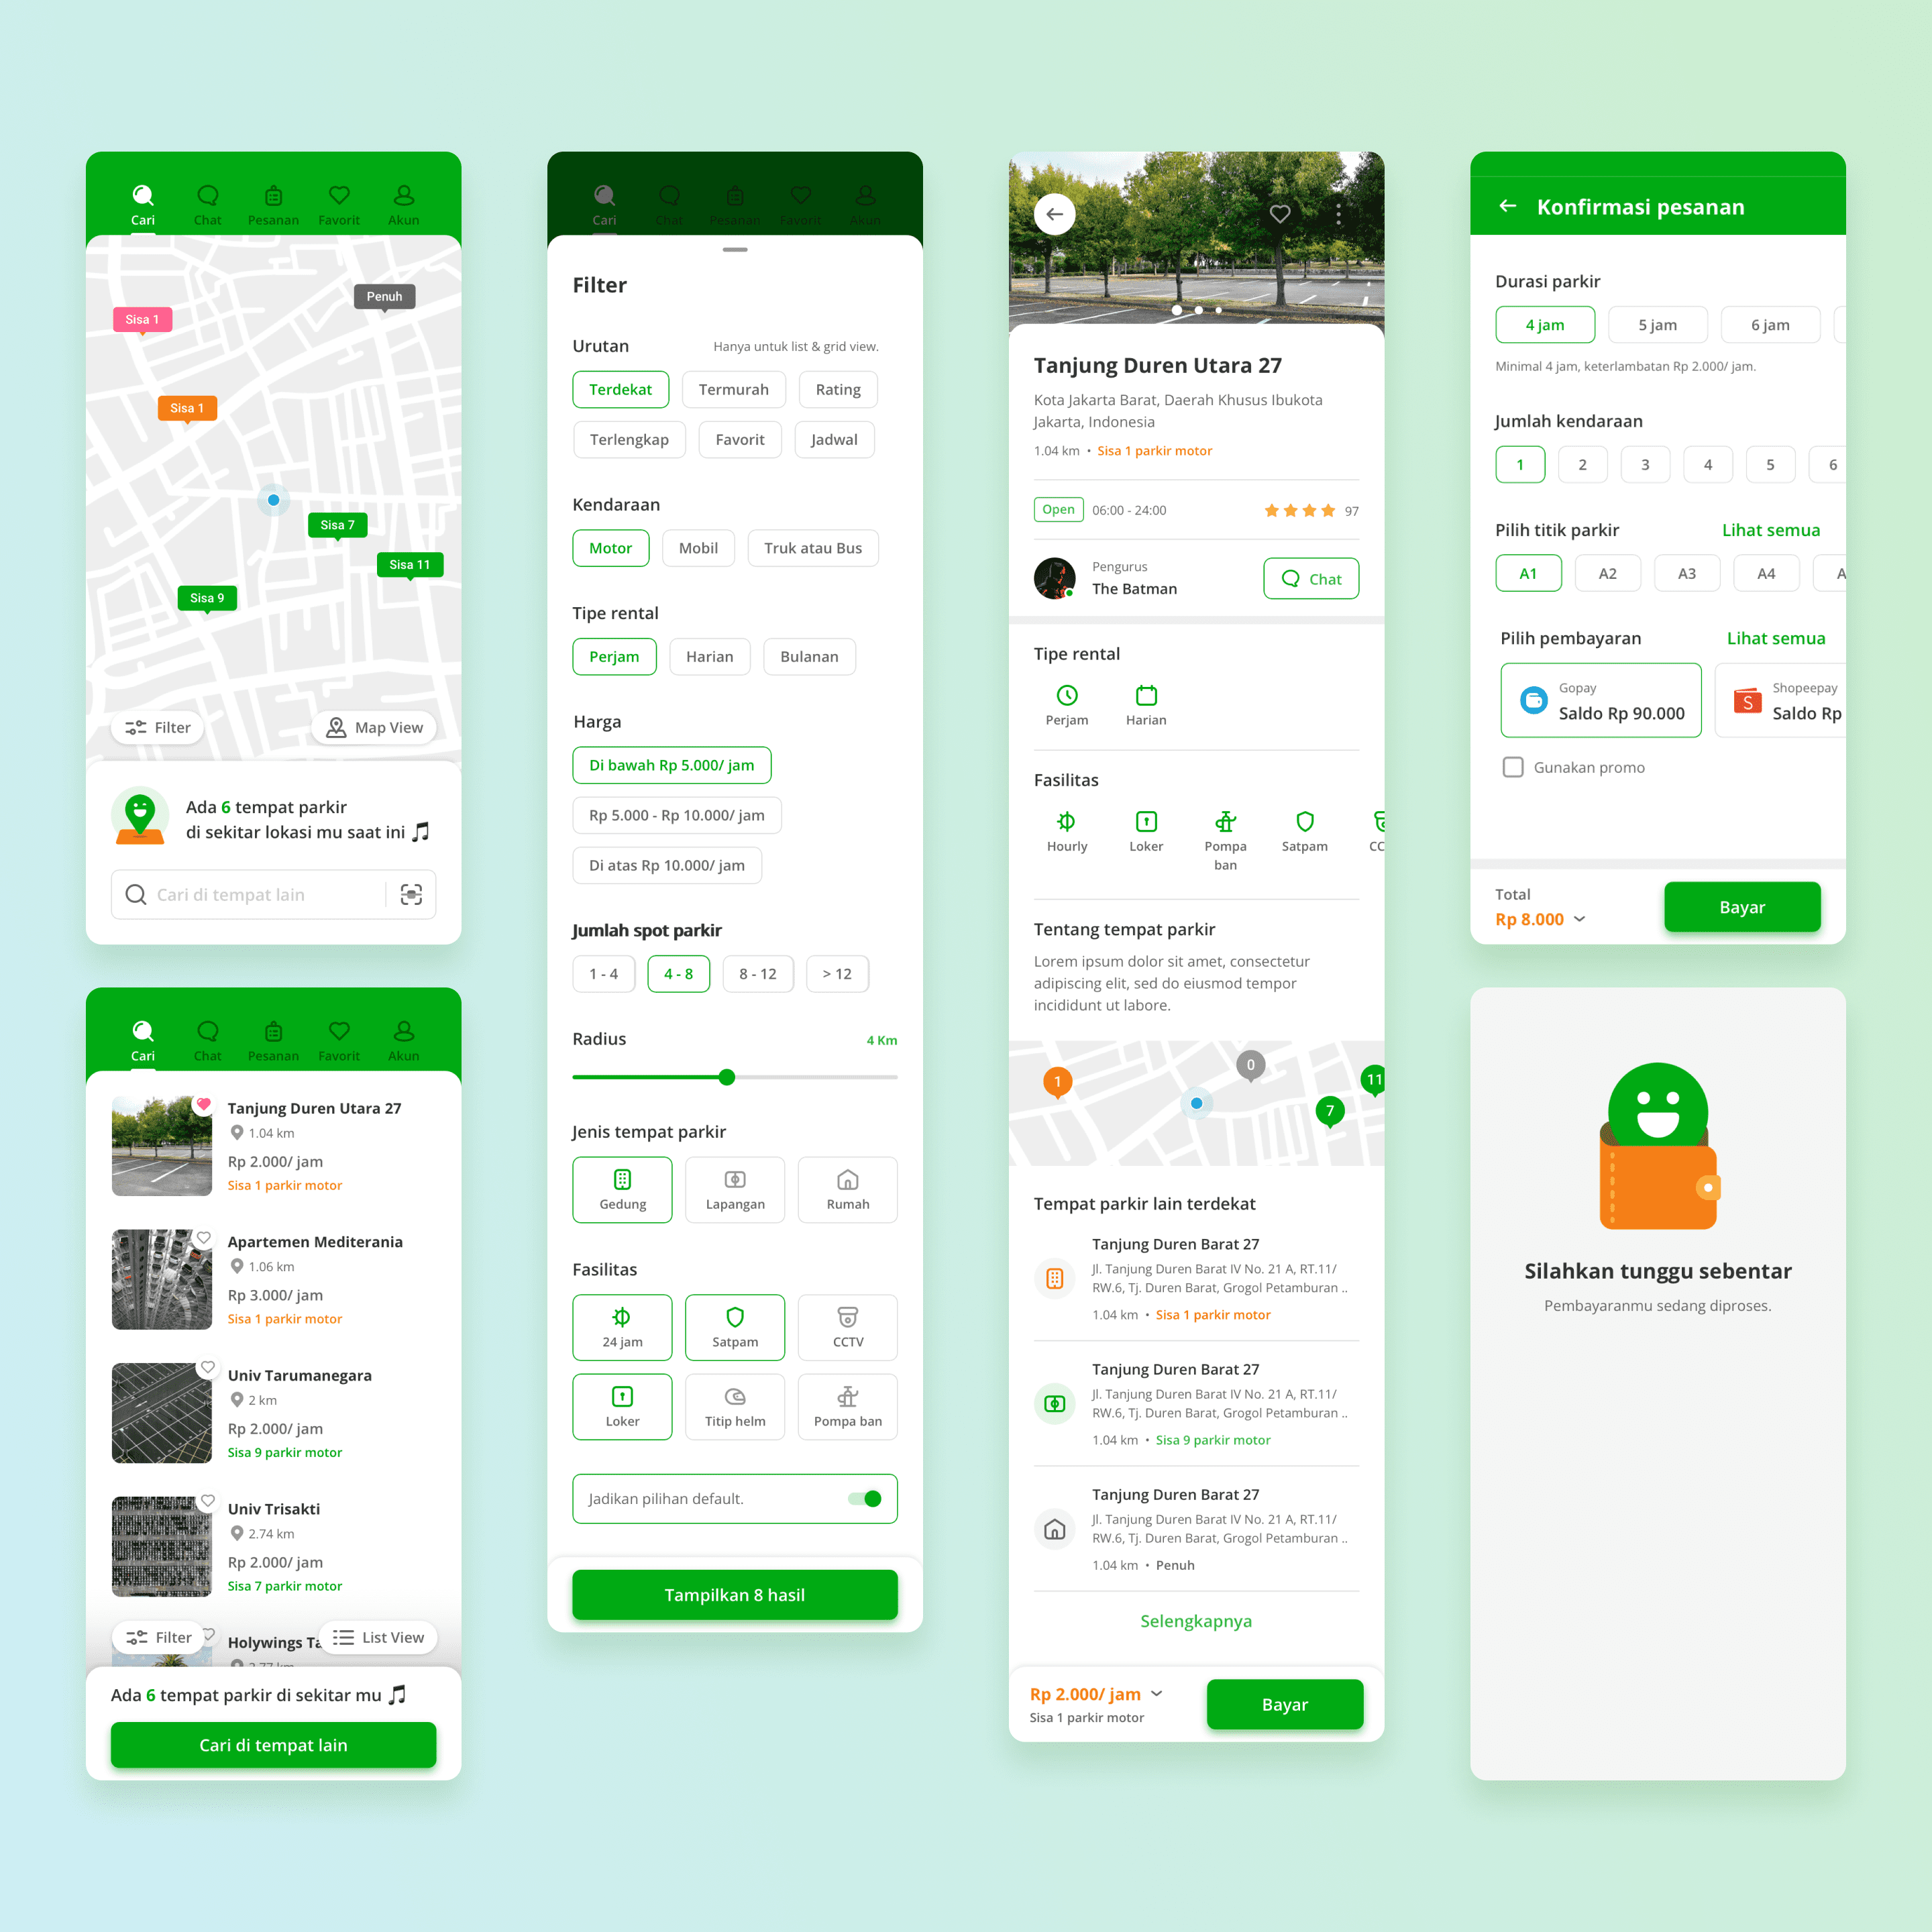 Cari
Chat
Pesanan
Favorit
Akun
Penuh
Sisa 1
Sisa 1
Sisa 7
Sisa 11
Sisa 9
Filter
Map View
Ada 6 tempat parkir
di sekitar lokasi mu saat ini
Cari di tempat lain
Cari
Chat
Pesanan
Favorit
Akun
Tanjung Duren Utara 27
1.04 km
Rp 2.000/ jam
Sisa 1 parkir motor
Apartemen Mediterania
1.06 km
Rp 3.000/ jam
Sisa 1 parkir motor
Univ Tarumanegara
2 km
Rp 2.000/ jam
Sisa 9 parkir motor
Univ Trisakti
2.74 km
Rp 2.000/ jam
Sisa 7 parkir motor
Filter
Holywings Ta
List View
Ada 6 tempat parkir di sekitar mu
Cari di tempat lain
Cari
Chat
Pesanan
Favorit
Akun
Filter
Urutan
Hanya untuk list & grid view.
Terdekat
Termurah
Rating
Terlengkap
Favorit
Jadwal
Kendaraan
Motor
Mobil
Truk atau Bus
Tipe rental
Perjam
Harian
Bulanan
Harga
Di bawah Rp 5.000/ jam
Rp 5.000 - Rp 10.000/ jam
Di atas Rp 10.000/ jam
Jumlah spot parkir
1 - 4
4 - 8
8 - 12
> 12
Radius
4 Km
Jenis tempat parkir
Gedung
Lapangan
Rumah
Fasilitas
24 jam
Satpam
CCTV
Loker
Titip helm
Pompa ban
Jadikan pilihan default.
Tampilkan 8 hasil
Tanjung Duren Utara 27
Kota Jakarta Barat, Daerah Khusus Ibukota
Jakarta, Indonesia
1.04 km • Sisa 1 parkir motor
Open
06:00 - 24:00
97
Pengurus
The Batman
Chat
Tipe rental
Perjam
Harian
Fasilitas
Hourly
Loker
Pompa
ban
Satpam
CC
Tentang tempat parkir
Lorem ipsum dolor sit amet, consectetur
adipiscing elit, sed do eiusmod tempor
incididunt ut labore.
1
0
11
7
Tempat parkir lain terdekat
Tanjung Duren Barat 27
Jl. Tanjung Duren Barat IV No. 21 A, RT.11/
RW.6, Tj. Duren Barat, Grogol Petamburan ..
1.04 km • Sisa 1 parkir motor
Tanjung Duren Barat 27
Jl. Tanjung Duren Barat IV No. 21 A, RT.11/
RW.6, Tj. Duren Barat, Grogol Petamburan ..
1.04 km • Sisa 9 parkir motor
Tanjung Duren Barat 27
Jl. Tanjung Duren Barat IV No. 21 A, RT.11/
RW.6, Tj. Duren Barat, Grogol Petamburan ..
1.04 km • Penuh
Selengkapnya
Rp 2.000/ jam
Sisa 1 parkir motor
Bayar
Konfirmasi pesanan
Durasi parkir
4 jam
5 jam
6 jam
Minimal 4 jam, keterlambatan Rp 2.000/ jam.
Jumlah kendaraan
1
2
3
4
5
6
Pilih titik parkir
Lihat semua
A1
A2
A3
A4
A
Pilih pembayaran
Lihat semua
Gopay
Saldo Rp 90.000
S
Shopeepay
Saldo Rp
Gunakan promo
Total
Rp 8.000
Bayar
Silahkan tunggu sebentar
Pembayaranmu sedang diproses.